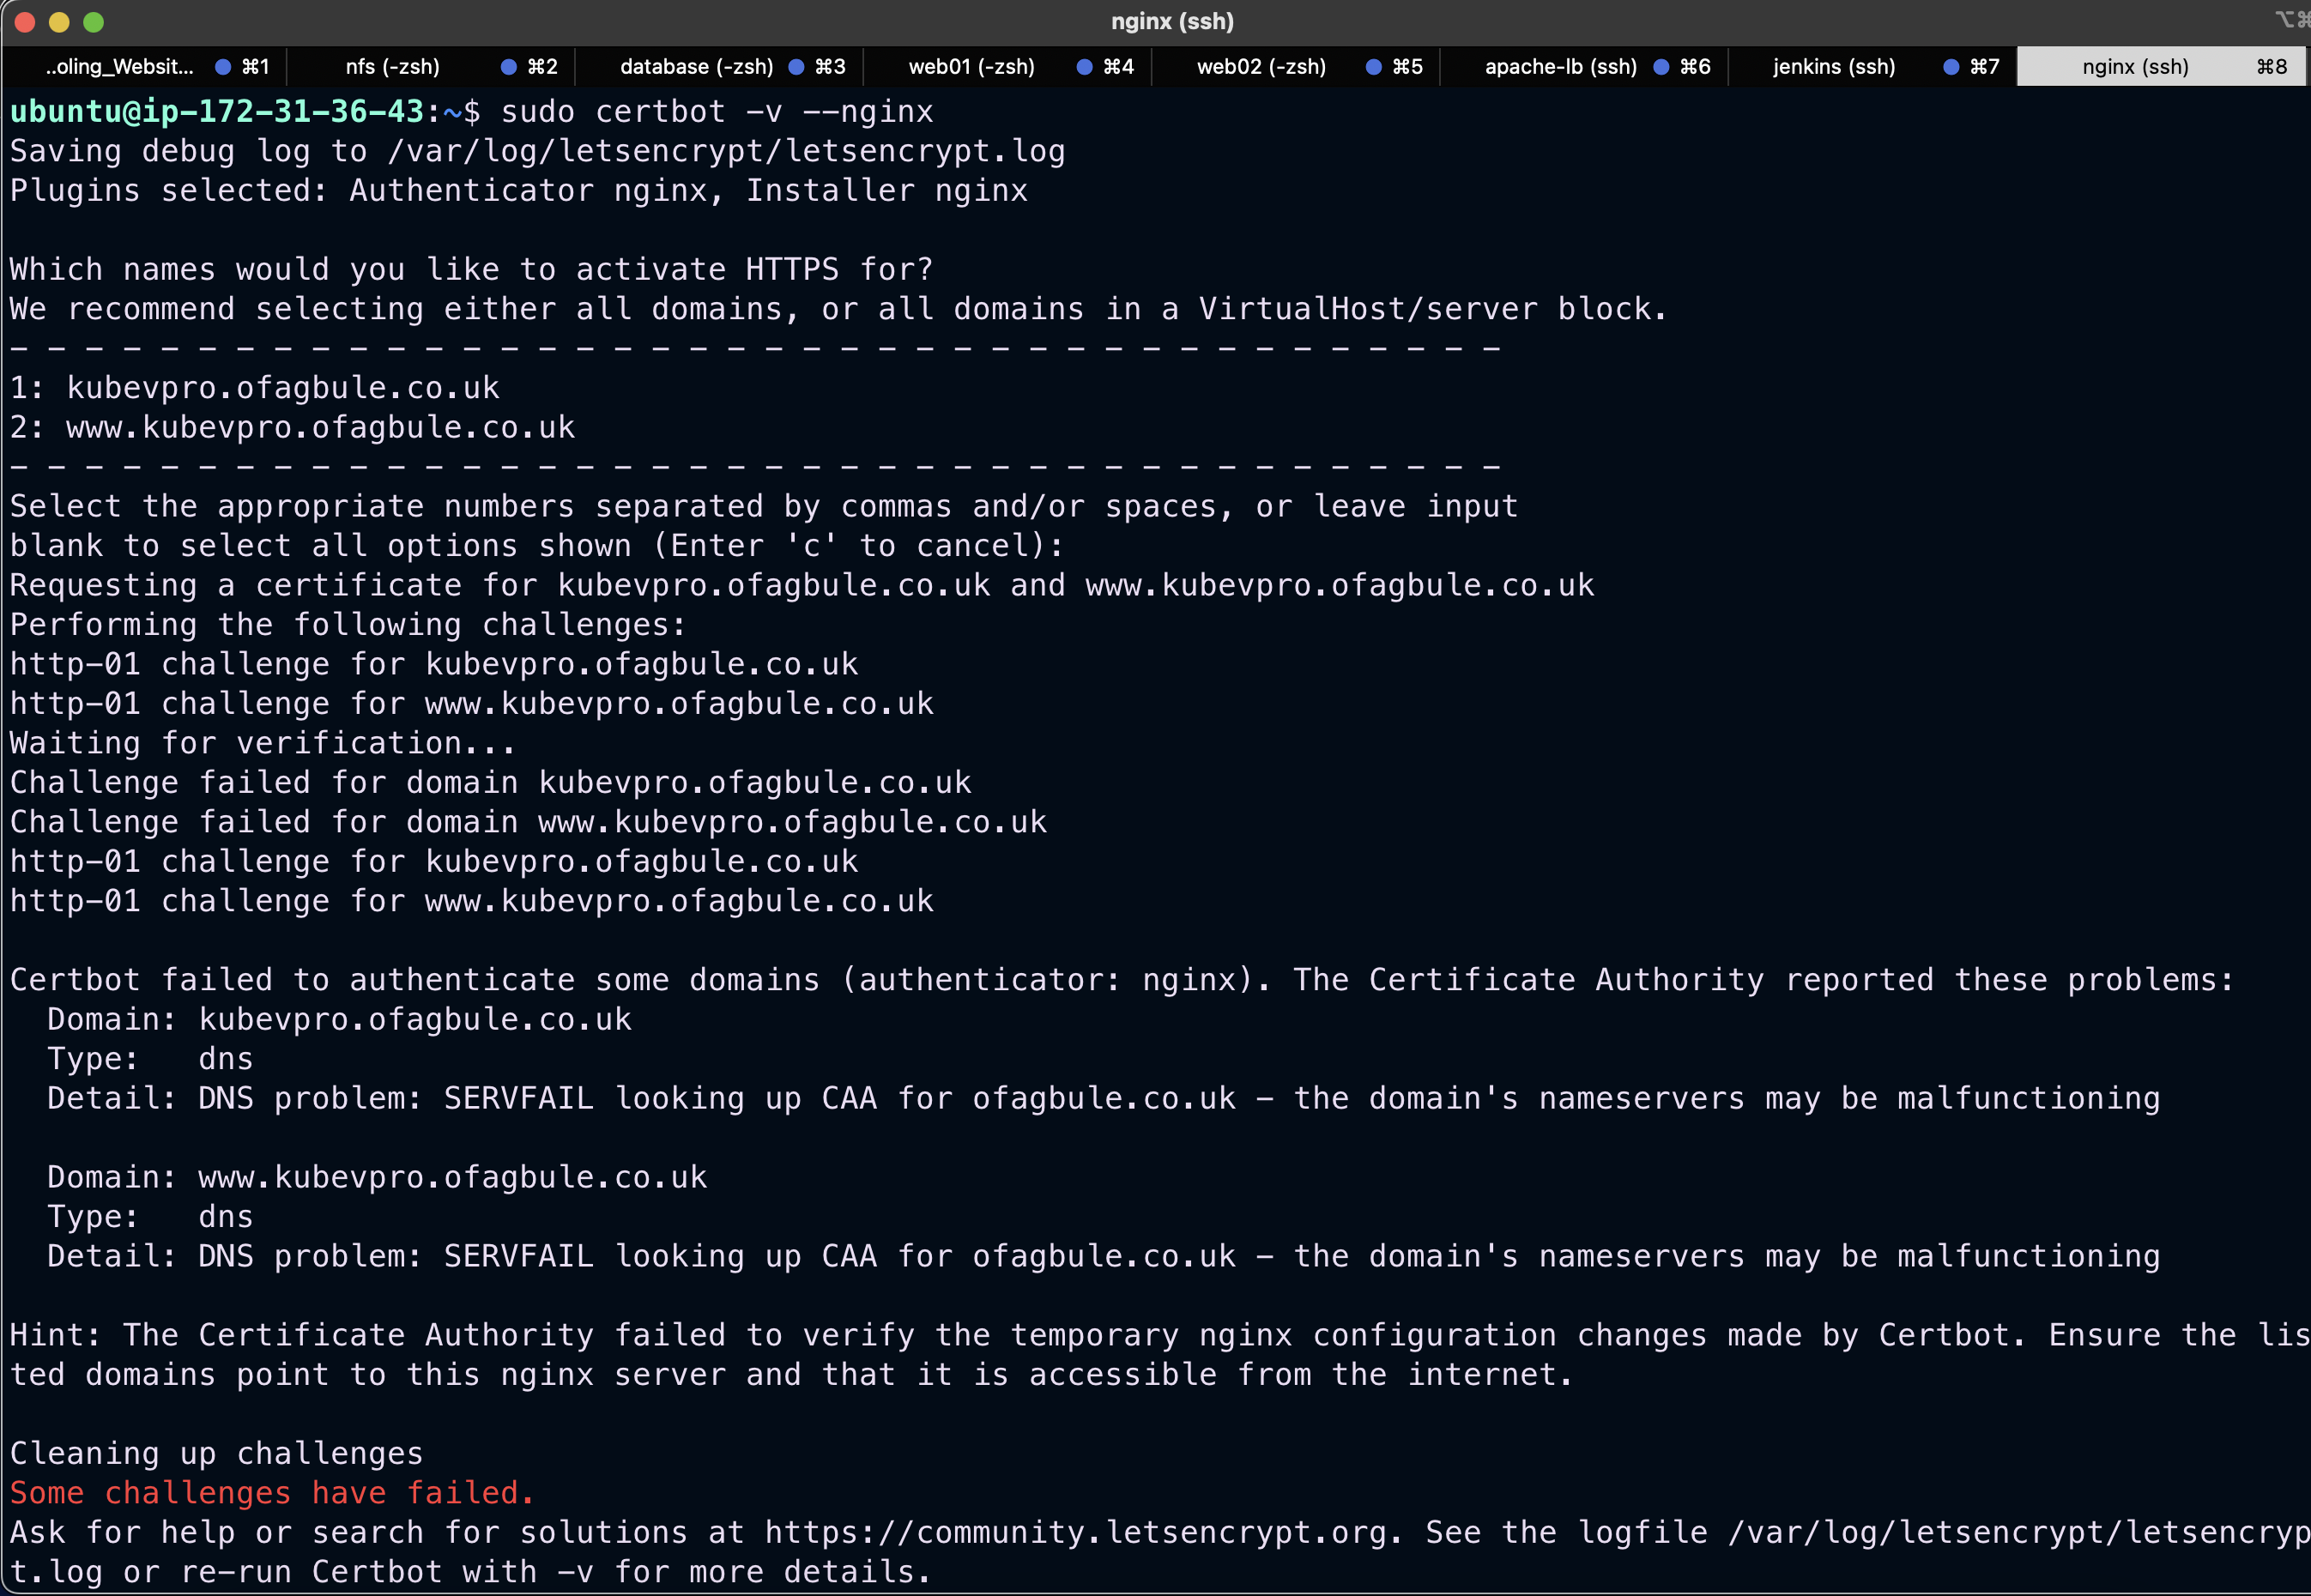 nginx (ssh)
..oling_Websit... ⌘1 nfs (-zsh) ⌘2 database (-zsh) ⌘3 web01 (-zsh) ⌘4 web02 (-zsh) ⌘5 apache-lb (ssh) ⌘6 jenkins (ssh) ⌘7 nginx (ssh) ⌘8
ubuntu@ip-172-31-36-43:~$ sudo certbot -v --nginx
Saving debug log to /var/log/letsencrypt/letsencrypt.log
Plugins selected: Authenticator nginx, Installer nginx
Which names would you like to activate HTTPS for?
We recommend selecting either all domains, or all domains in a VirtualHost/server block.
- - - - - - - - - - - - - - - - - - - - - - - - - - - - - - - - - - - - - - - -
1: kubevpro.ofagbule.co.uk
2: www.kubevpro.ofagbule.co.uk
- - - - - - - - - - - - - - - - - - - - - - - - - - - - - - - - - - - - - - - -
Select the appropriate numbers separated by commas and/or spaces, or leave input
blank to select all options shown (Enter 'c' to cancel):
Requesting a certificate for kubevpro.ofagbule.co.uk and www.kubevpro.ofagbule.co.uk
Performing the following challenges:
http-01 challenge for kubevpro.ofagbule.co.uk
http-01 challenge for www.kubevpro.ofagbule.co.uk
Waiting for verification...
Challenge failed for domain kubevpro.ofagbule.co.uk
Challenge failed for domain www.kubevpro.ofagbule.co.uk
http-01 challenge for kubevpro.ofagbule.co.uk
http-01 challenge for www.kubevpro.ofagbule.co.uk
Certbot failed to authenticate some domains (authenticator: nginx). The Certificate Authority reported these problems:
Domain: kubevpro.ofagbule.co.uk
Type: dns
Detail: DNS problem: SERVFAIL looking up CAA for ofagbule.co.uk - the domain's nameservers may be malfunctioning
Domain: www.kubevpro.ofagbule.co.uk
Type: dns
Detail: DNS problem: SERVFAIL looking up CAA for ofagbule.co.uk - the domain's nameservers may be malfunctioning
Hint: The Certificate Authority failed to verify the temporary nginx configuration changes made by Certbot. Ensure the lis
ted domains point to this nginx server and that it is accessible from the internet.
Cleaning up challenges
Some challenges have failed.
Ask for help or search for solutions at https://community.letsencrypt.org. See the logfile /var/log/letsencrypt/letsencryp
t.log or re-run Certbot with -v for more details.